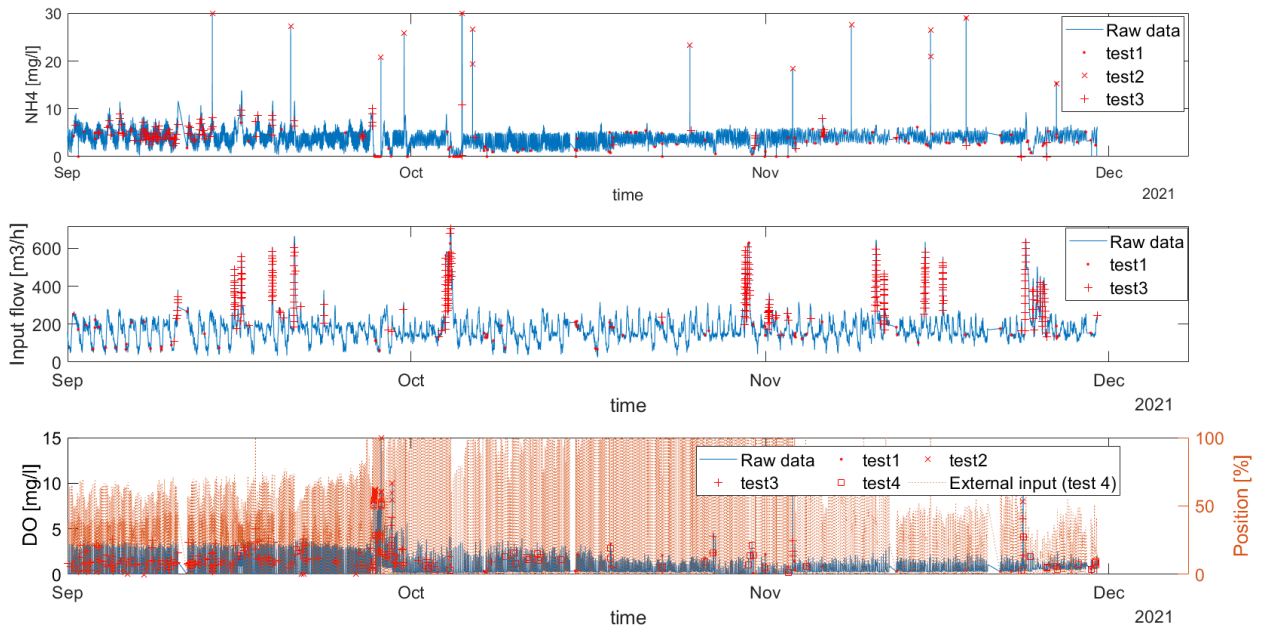 30
20
10
0
NH4 [mg/l]
Raw data
test1
test2
test3
Sep
Oct
Nov
Dec
time
2021
600
400
200
0
Input flow [m3/h]
Raw data
test1
test3
Sep
Oct
Nov
Dec
time
2021
15
10
5
0
DO [mg/l]
Raw data
test1
test2
test3
test4
External input (test 4)
100
50
0
Position [%]
Sep
Oct
Nov
Dec
time
2021